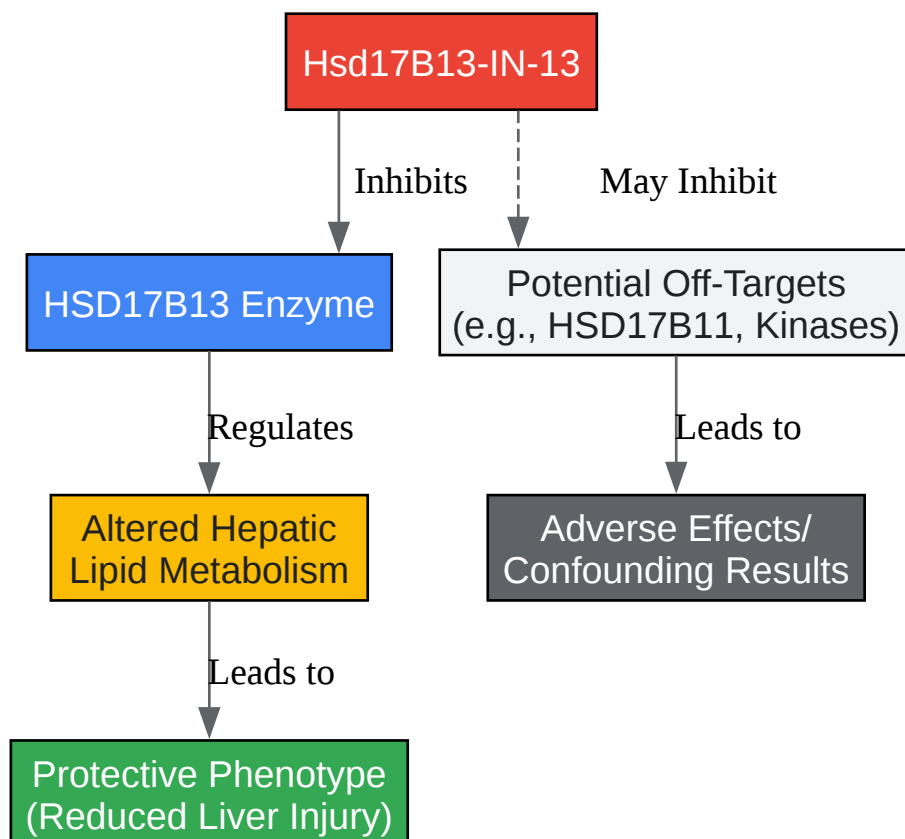 Hsd17B13-IN-13
Inhibits
May Inhibit
HSD17B13 Enzyme
Potential Off-Targets
(e.g., HSD17B11, Kinases)
Regulates
Leads to
Altered Hepatic
Lipid Metabolism
Adverse Effects/
Confounding Results
Leads to
Protective Phenotype
(Reduced Liver Injury)